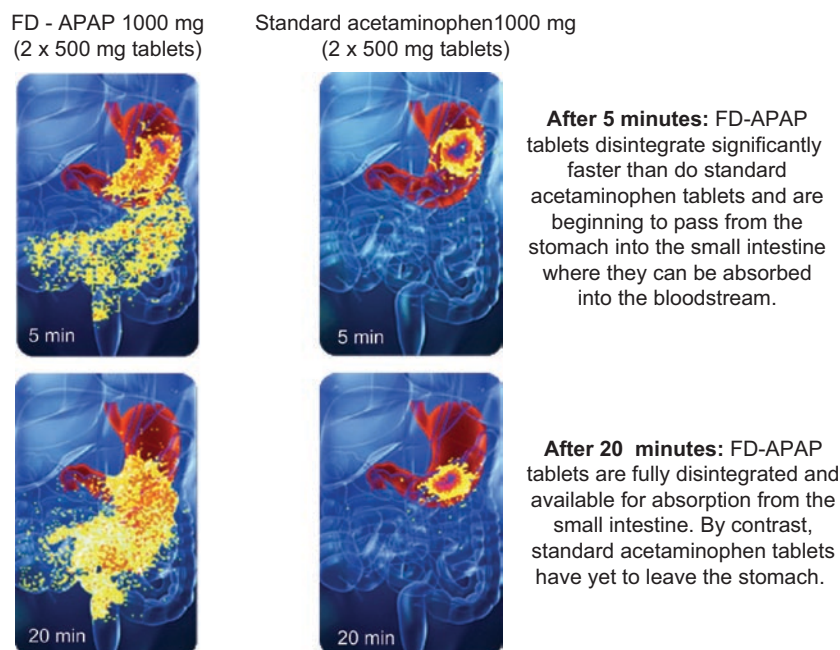 FD - APAP 1000 mg
(2 x 500 mg tablets)
Standard acetaminophen1000 mg
(2 x 500 mg tablets)
5 min
5 min
After 5 minutes: FD-APAP
tablets disintegrate significantly
faster than do standard
acetaminophen tablets and are
beginning to pass from the
stomach into the small intestine
where they can be absorbed
into the bloodstream.
20 min
20 min
After 20  minutes: FD-APAP
tablets are fully disintegrated and
available for absorption from the
small intestine. By contrast,
standard acetaminophen tablets
have yet to leave the stomach.